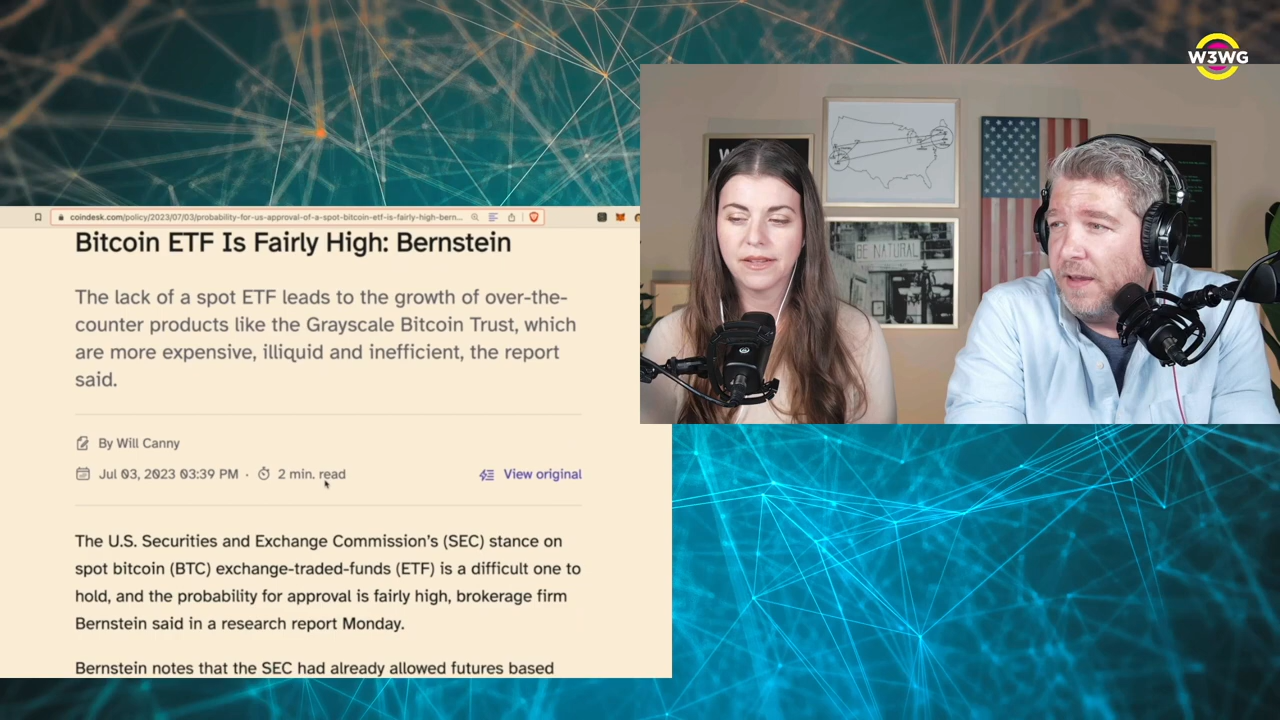 W3WG
coindesk.com/policy/2023/07/03/probability-for-us-approval-of-a-spot-bitcoin-etf-is-fairly-high-bern...
Bitcoin ETF Is Fairly High: Bernstein
The lack of a spot ETF leads to the growth of over-the-
counter products like the Grayscale Bitcoin Trust, which
are more expensive, illiquid and inefficient, the report
said.
By Will Canny
Jul 03, 2023 03:39 PM · 2 min. read
View original
The U.S. Securities and Exchange Commission's (SEC) stance on
spot bitcoin (BTC) exchange-traded-funds (ETF) is a difficult one to
hold, and the probability for approval is fairly high, brokerage firm
Bernstein said in a research report Monday.
Bernstein notes that the SEC had already allowed futures based
BE NATURAL